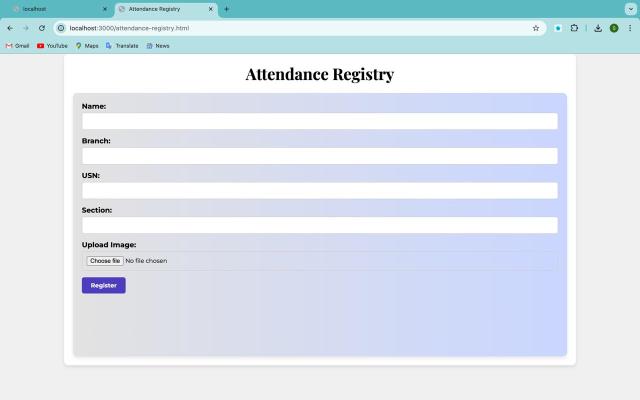 localhost
Attendance Registry
localhost:3000/attendance-registry.html
Gmail YouTube Maps Translate News
Attendance Registry
Name:
Branch:
USN:
Section:
Upload Image:
Choose file No file chosen
Register